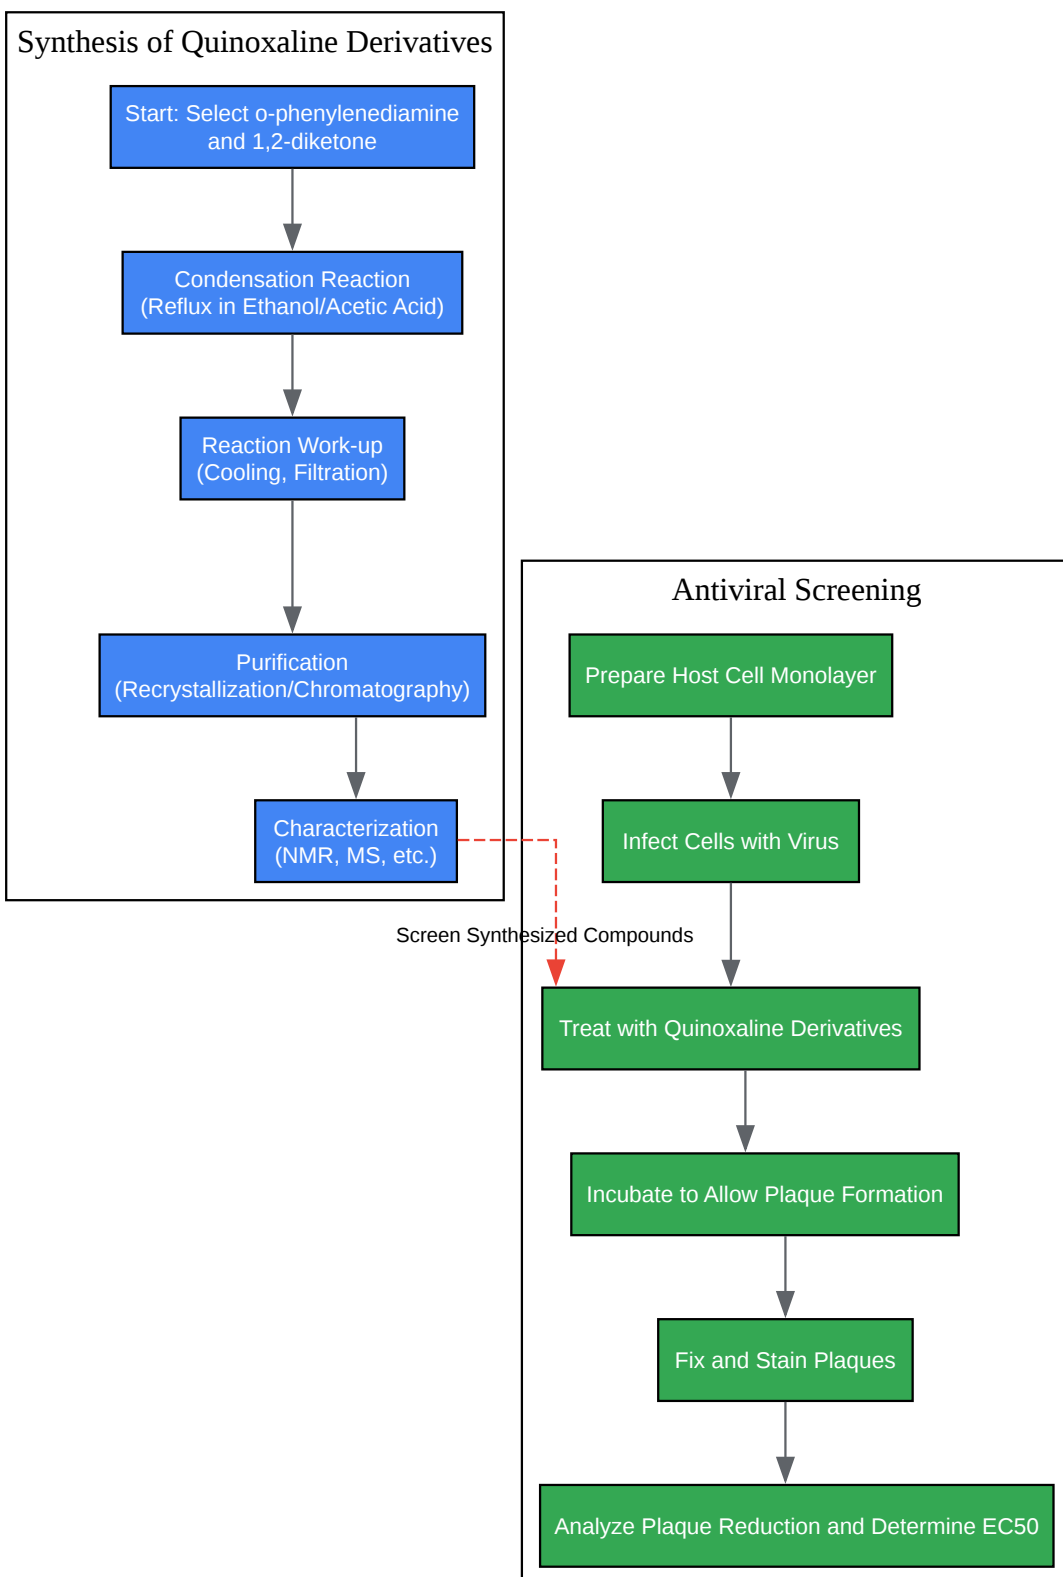 Synthesis of Quinoxaline Derivatives
Start: Select o-phenylenediamine
and 1,2-diketone
Condensation Reaction
(Reflux in Ethanol/Acetic Acid)
Reaction Work-up
(Cooling, Filtration)
Purification
(Recrystallization/Chromatography)
Characterization
(NMR, MS, etc.)
Screen Synthesized Compounds
Antiviral Screening
Prepare Host Cell Monolayer
Infect Cells with Virus
Treat with Quinoxaline Derivatives
Incubate to Allow Plaque Formation
Fix and Stain Plaques
Analyze Plaque Reduction and Determine EC50